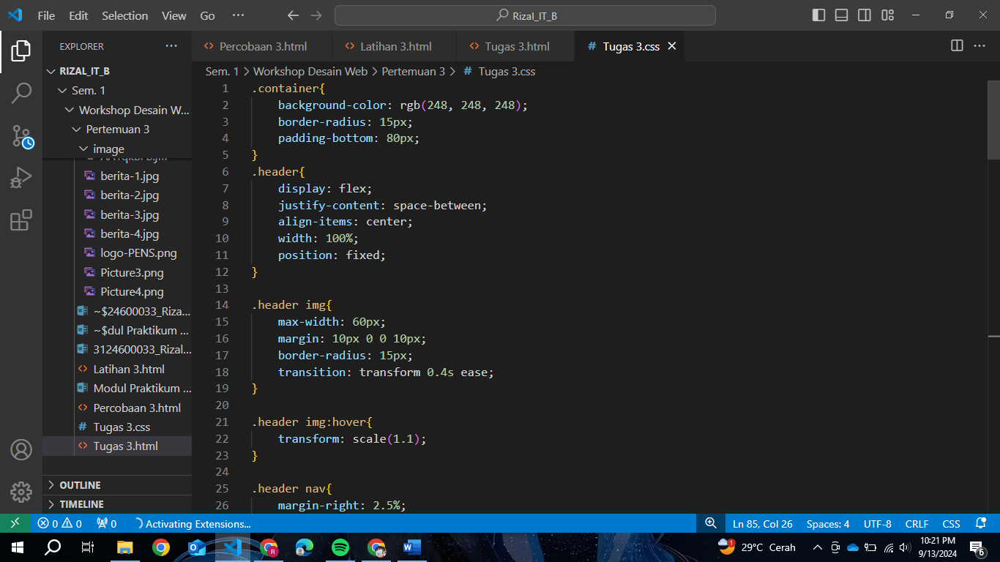 File Edit Selection View Go ···
Rizal_IT_B
EXPLORER ···
RIZAL_IT_B
Sem. 1
Workshop Desain W...
Pertemuan 3
image
berita-1.jpg
berita-2.jpg
berita-3.jpg
berita-4.jpg
logo-PENS.png
Picture3.png
Picture4.png
~$24600033_Riza...
~$dul Praktikum ...
3124600033_Rizal...
Latihan 3.html
Modul Praktikum ...
Percobaan 3.html
Tugas 3.css
Tugas 3.html
OUTLINE
TIMELINE
Percobaan 3.html Latihan 3.html Tugas 3.html # Tugas 3.css
Sem. 1 > Workshop Desain Web > Pertemuan 3 > # Tugas 3.css
1 .container{
2 background-color: rgb(248, 248, 248);
3 border-radius: 15px;
4 padding-bottom: 80px;
5 }
6 .header{
7 display: flex;
8 justify-content: space-between;
9 align-items: center;
10 width: 100%;
11 position: fixed;
12 }
13
14 .header img{
15 max-width: 60px;
16 margin: 10px 0 0 10px;
17 border-radius: 15px;
18 transition: transform 0.4s ease;
19 }
20
21 .header img:hover{
22 transform: scale(1.1);
23 }
24
25 .header nav{
26 margin-right: 2.5%;
0 0 0 Activating Extensions... Ln 85, Col 26 Spaces: 4 UTF-8 CRLF CSS
1 29°C Cerah 10:21 PM
9/13/2024 6